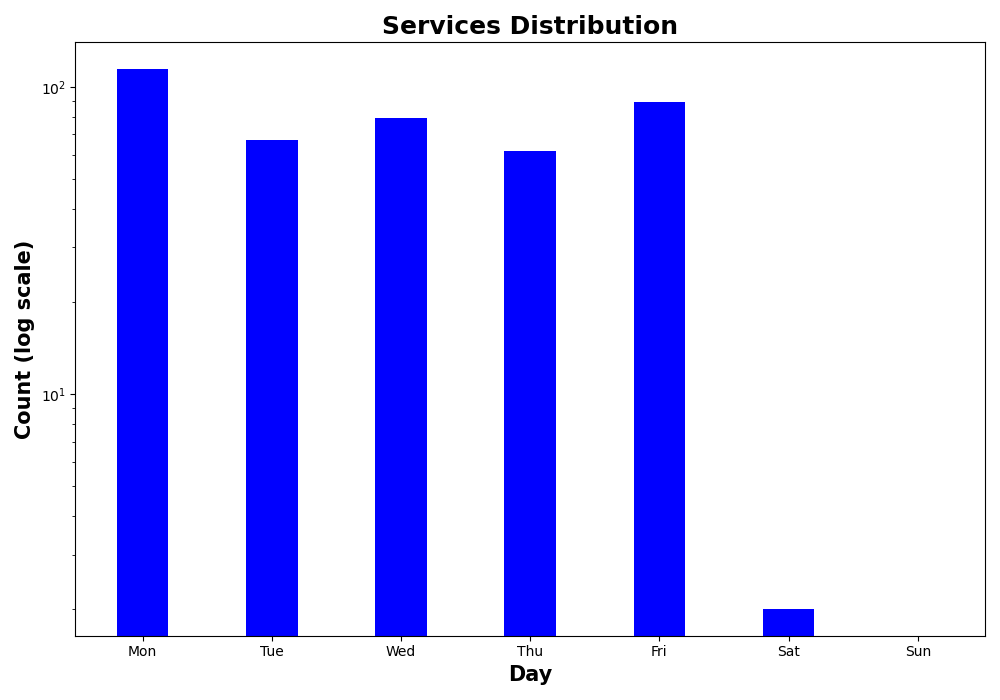 Services Distribution
Count (log scale)
10²
10¹
Mon Tue Wed Thu Fri Sat Sun
Day